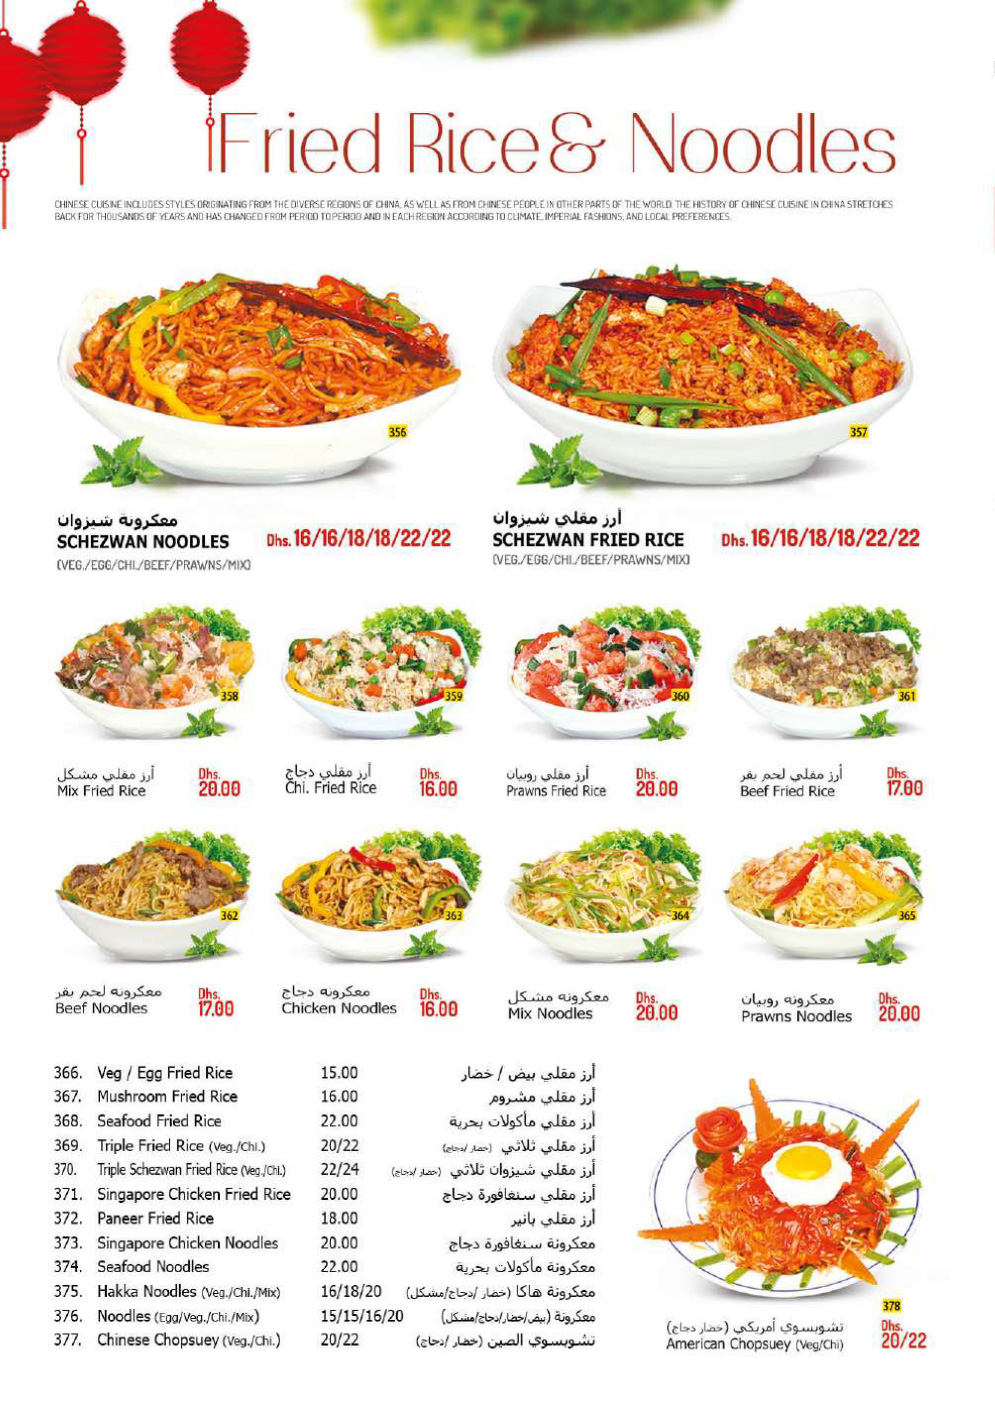 Fried Rice & Noodles
CHINESE CUISINE INCLUDES STYLES ORIGINATING FROM THE DIVERSE REGIONS OF CHINA, AS WELL AS FROM CHINESE PEOPLE IN OTHER PARTS OF THE WORLD. THE HISTORY OF CHINESE CUISINE IN CHINA STRETCHES
BACK FOR THOUSANDS OF YEARS AND HAS CHANGED FROM PERIOD TO PERIOD AND IN EACH REGION ACCORDING TO CLIMATE, IMPERIAL FASHIONS, AND LOCAL PREFERENCES.
356
357
معكرونة شيزوان
SCHEZWAN NOODLES Dhs. 16/16/18/18/22/22
(VEG./EGG/CHI./BEEF/PRAWNS/MIX)
أرز مقلي شيزوان
SCHEZWAN FRIED RICE Dhs. 16/16/18/18/22/22
(VEG./EGG/CHI./BEEF/PRAWNS/MIX)
358
359
360
361
أرز مقلي مشكل
Mix Fried Rice
Dhs.
20.00
أرز مقلي دجاج
Chi. Fried Rice
Dhs.
16.00
أرز مقلي روبيان
Prawns Fried Rice
Dhs.
20.00
أرز مقلي لحم بقر
Beef Fried Rice
Dhs.
17.00
362
363
364
365
معكرونه لحم بقر
Beef Noodles
Dhs.
17.00
معكرونه دجاج
Chicken Noodles
Dhs.
16.00
معكرونه مشكل
Mix Noodles
Dhs.
20.00
معكرونه روبيان
Prawns Noodles
Dhs.
20.00
366. Veg / Egg Fried Rice 15.00 أرز مقلي بيض / خضار
367. Mushroom Fried Rice 16.00 أرز مقلي مشروم
368. Seafood Fried Rice 22.00 أرز مقلي مأكولات بحرية
369. Triple Fried Rice (Veg./Chi.) 20/22 أرز مقلي ثلاثي (خضار /دجاج)
370. Triple Schezwan Fried Rice (Veg./Chi.) 22/24 أرز مقلي شيزوان ثلاثي (خضار /دجاج)
371. Singapore Chicken Fried Rice 20.00 أرز مقلي سنغافورة دجاج
372. Paneer Fried Rice 18.00 أرز مقلي بانير
373. Singapore Chicken Noodles 20.00 معكرونة سنغافورة دجاج
374. Seafood Noodles 22.00 معكرونة مأكولات بحرية
375. Hakka Noodles (Veg./Chi./Mix) 16/18/20 معكرونة هاكا (خضار /دجاج/مشكل)
376. Noodles (Egg/Veg./Chi./Mix) 15/15/16/20 معكرونة (بيض/خضار/دجاج/مشكل)
377. Chinese Chopsuey (Veg./Chi.) 20/22 تشوبسوي الصين (خضار /دجاج)
378
تشوبسوي أمريكي (خضار دجاج)
American Chopsuey (Veg/Chi)
Dhs.
20/22